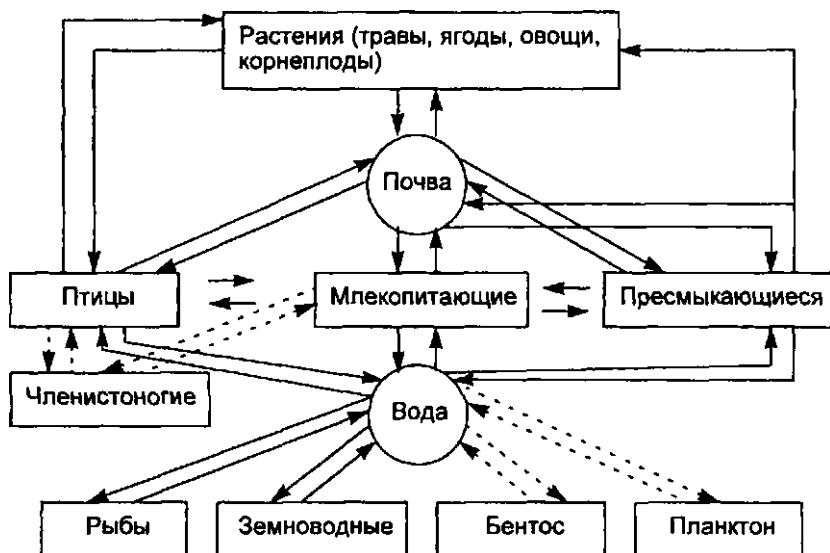 Растения (травы, ягоды, овощи,
корнеплоды)
Почва
Птицы
Млекопитающие
Пресмыкающиеся
Членистоногие
Вода
Рыбы
Земноводные
Бентос
Планктон